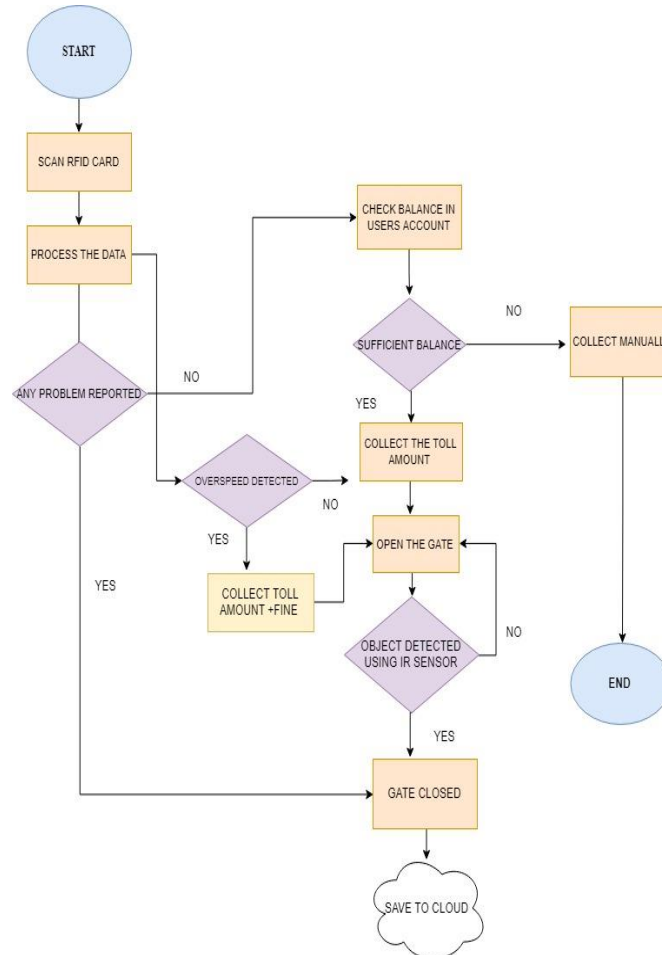 START
SCAN RFID CARD
PROCESS THE DATA
CHECK BALANCE IN
USERS ACCOUNT
SUFFICIENT BALANCE
NO
COLLECT MANUALL
ANY PROBLEM REPORTED
NO
YES
COLLECT THE TOLL
AMOUNT
OVERSPEED DETECTED
NO
YES
OPEN THE GATE
COLLECT TOLL
AMOUNT +FINE
YES
NO
OBJECT DETECTED
USING IR SENSOR
END
YES
GATE CLOSED
SAVE TO CLOUD